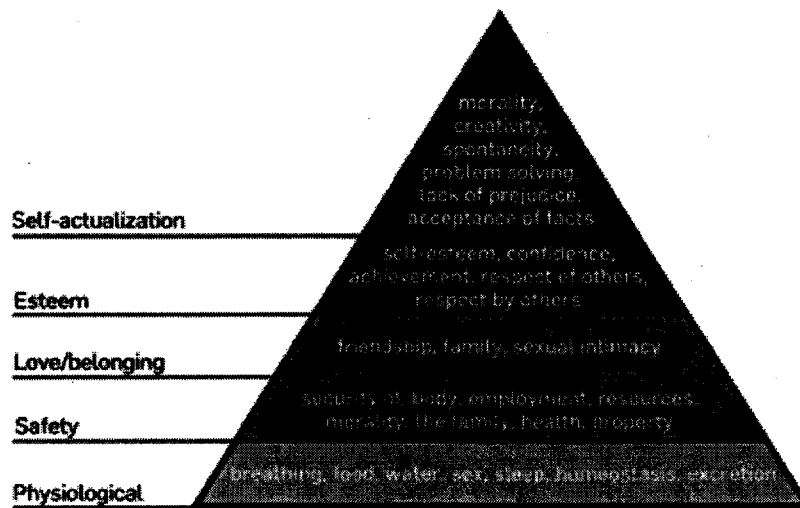 morality,
creativity,
spontaneity,
problem solving,
lack of prejudice,
acceptance of facts
Self-actualization
self-esteem, confidence,
achievement, respect of others,
respect by others
Esteem
friendship, family, sexual intimacy
Love/belonging
security of, body, employment, resources,
morality, the family, health, property
Safety
breathing, food, water, sex, sleep, homeostasis, excretion
Physiological